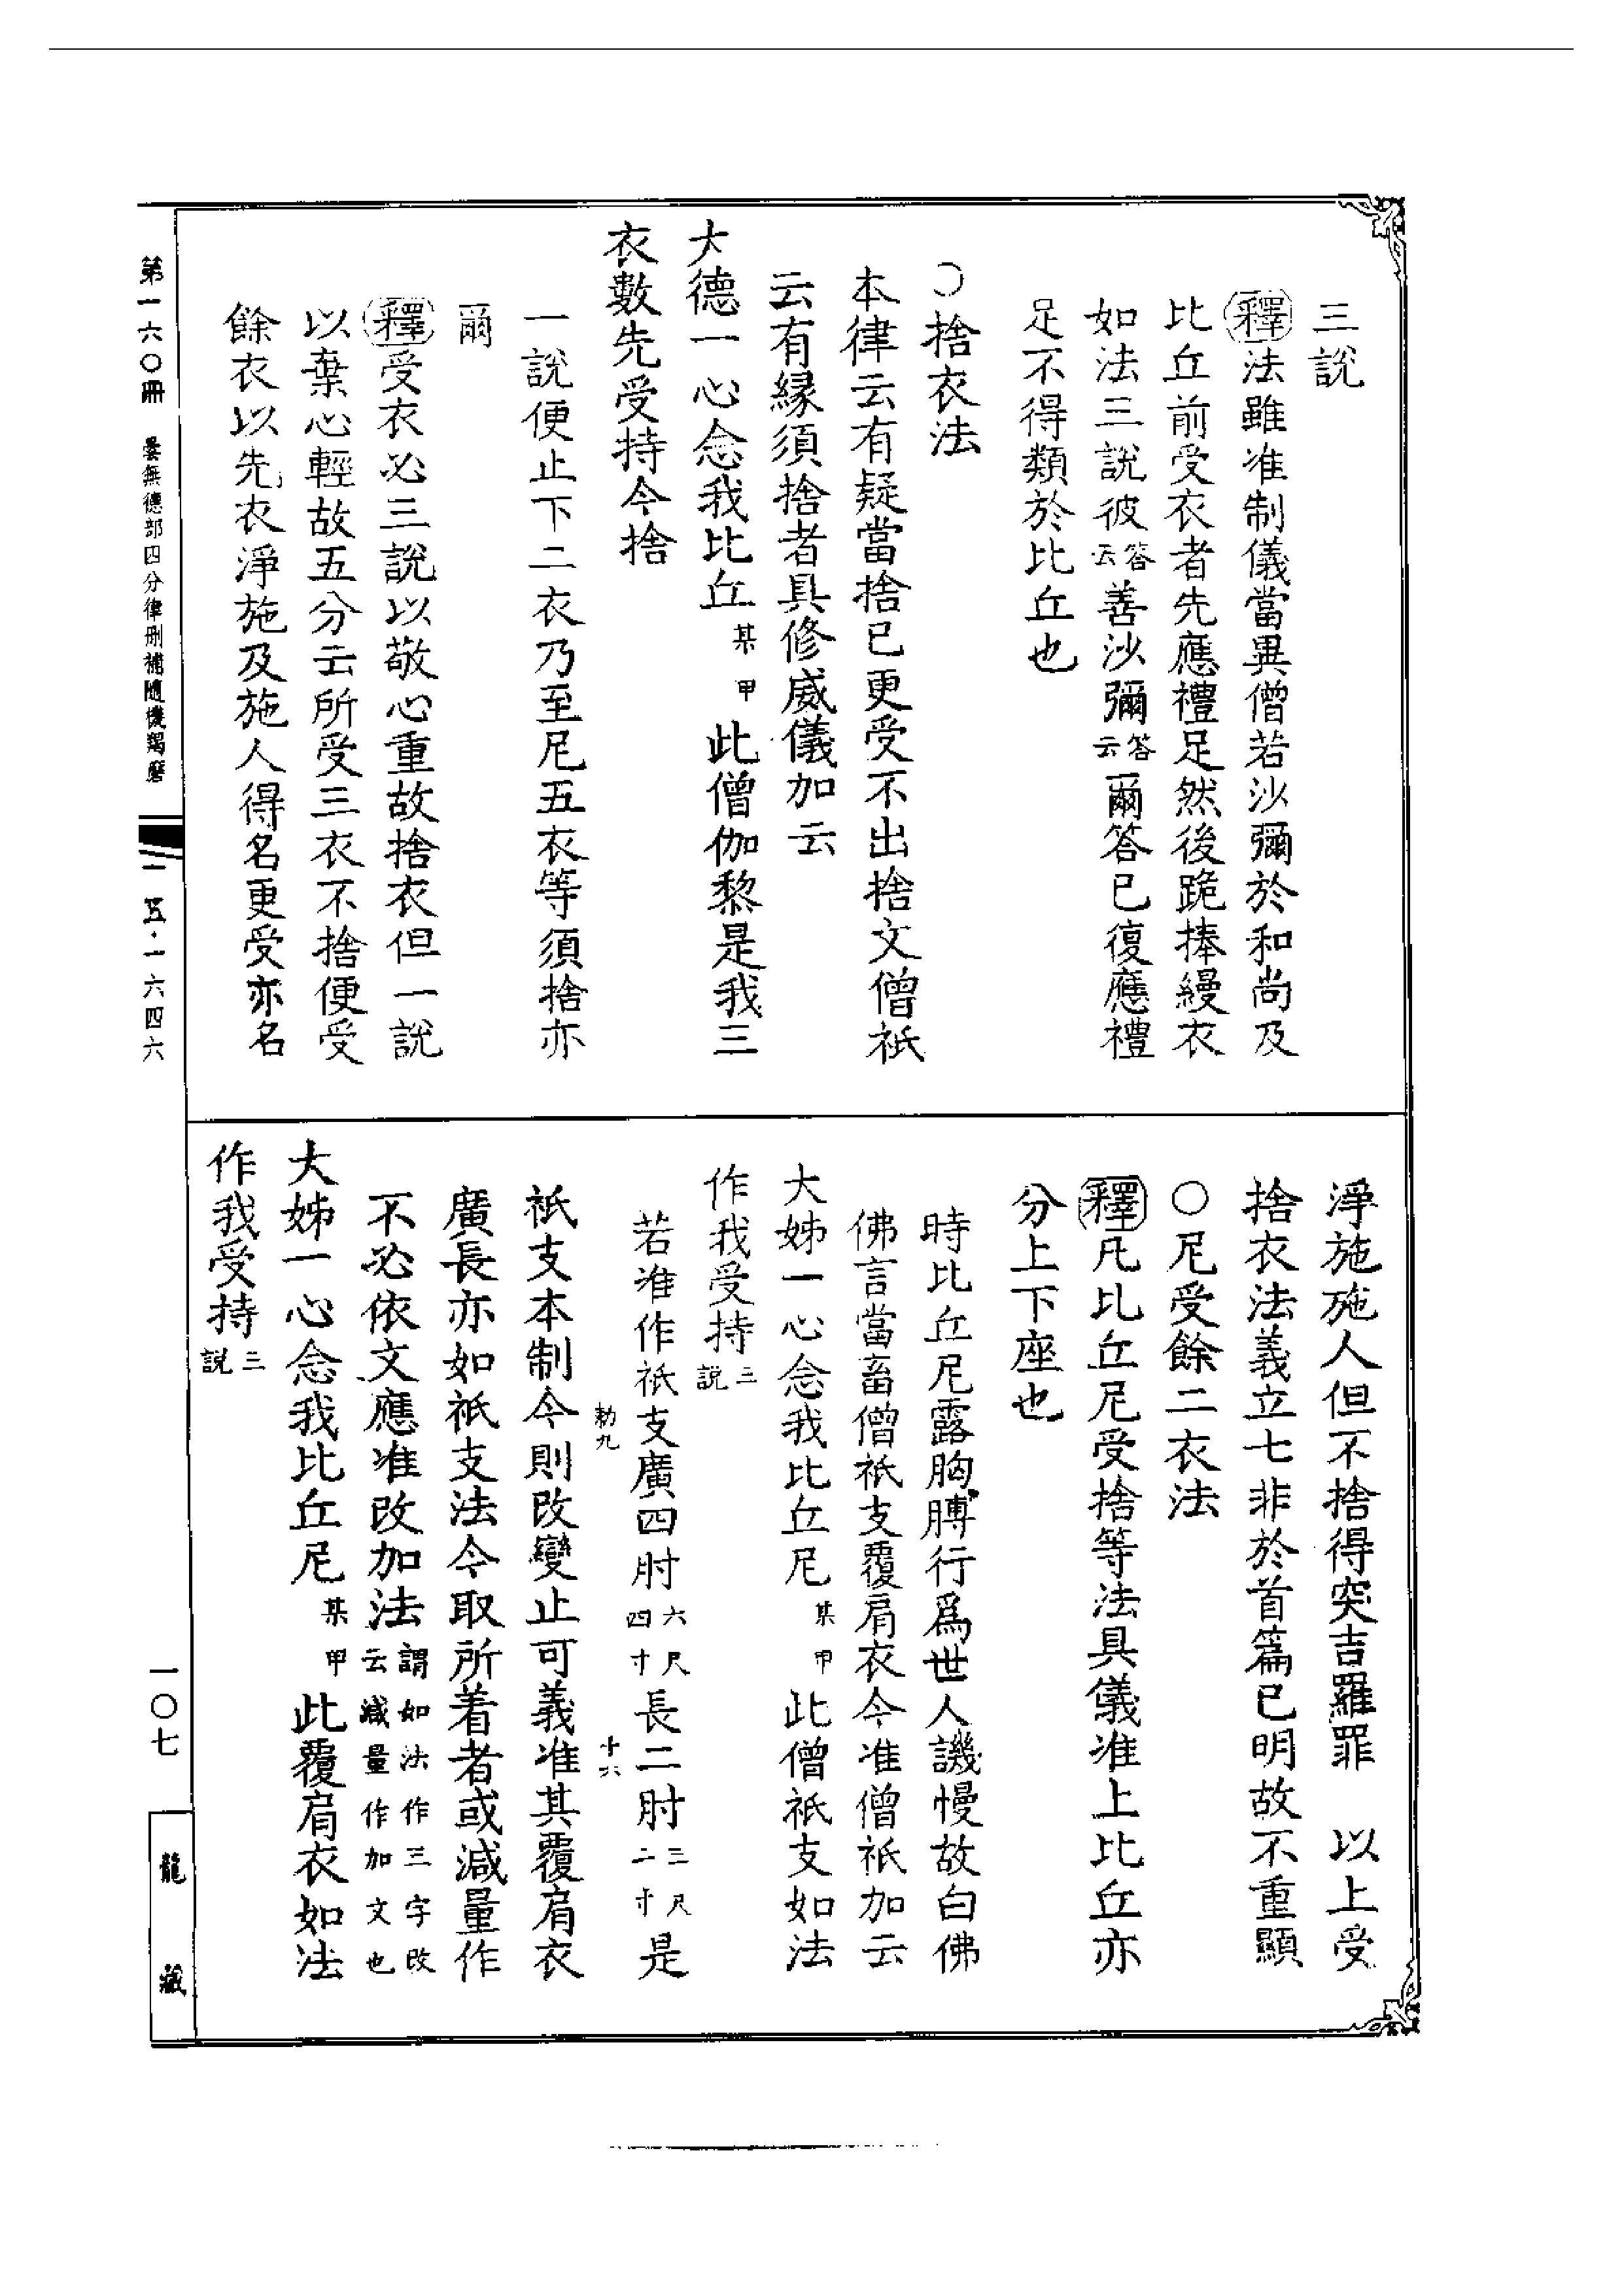 三說
釋法雖准制儀當異僧若沙彌於和尚及
比丘前受衣者先應禮足然後跪捧縵衣
如法三說彼答云善沙彌答云爾答已復應禮
足不得類於比丘也
○捨衣法
本律云有疑當捨已更受不出捨文僧祇
云有緣須捨者具修威儀加云
大德一心念我比丘某甲此僧伽黎是我三
衣數先受持今捨
一說便止下二衣乃至尼五衣等須捨亦
爾
釋受衣必三說以敬心重故捨衣但一說
以棄心輕故五分云所受三衣不捨便受
餘衣以先衣淨施及施人得名更受亦名
淨施施人但不捨得突吉羅罪 以上受
捨衣法義立七非於首篇已明故不重顯
○尼受餘二衣法
釋凡比丘尼受捨等法具儀准上比丘亦
分上下座也
時比丘尼露胸膊行爲世人譏慢故白佛
佛言當畜僧祇支覆肩衣今准僧祇加云
大姊一心念我比丘尼某甲此僧祇支如法
作我受持三說
若准作祇支廣四肘六尺四寸長二肘三尺二寸是
勒九
十六
祇支本制今則改變止可義准其覆肩衣
廣長亦如祇支法今取所着者或減量作
不必依文應准改加法謂如法作三字改云減量作加文也
大姊一心念我比丘尼某甲此覆肩衣如法
作我受持三說
第一六〇冊 曇無德部四分律刪補隨機羯磨
一五·一六四六
一〇七
龍藏